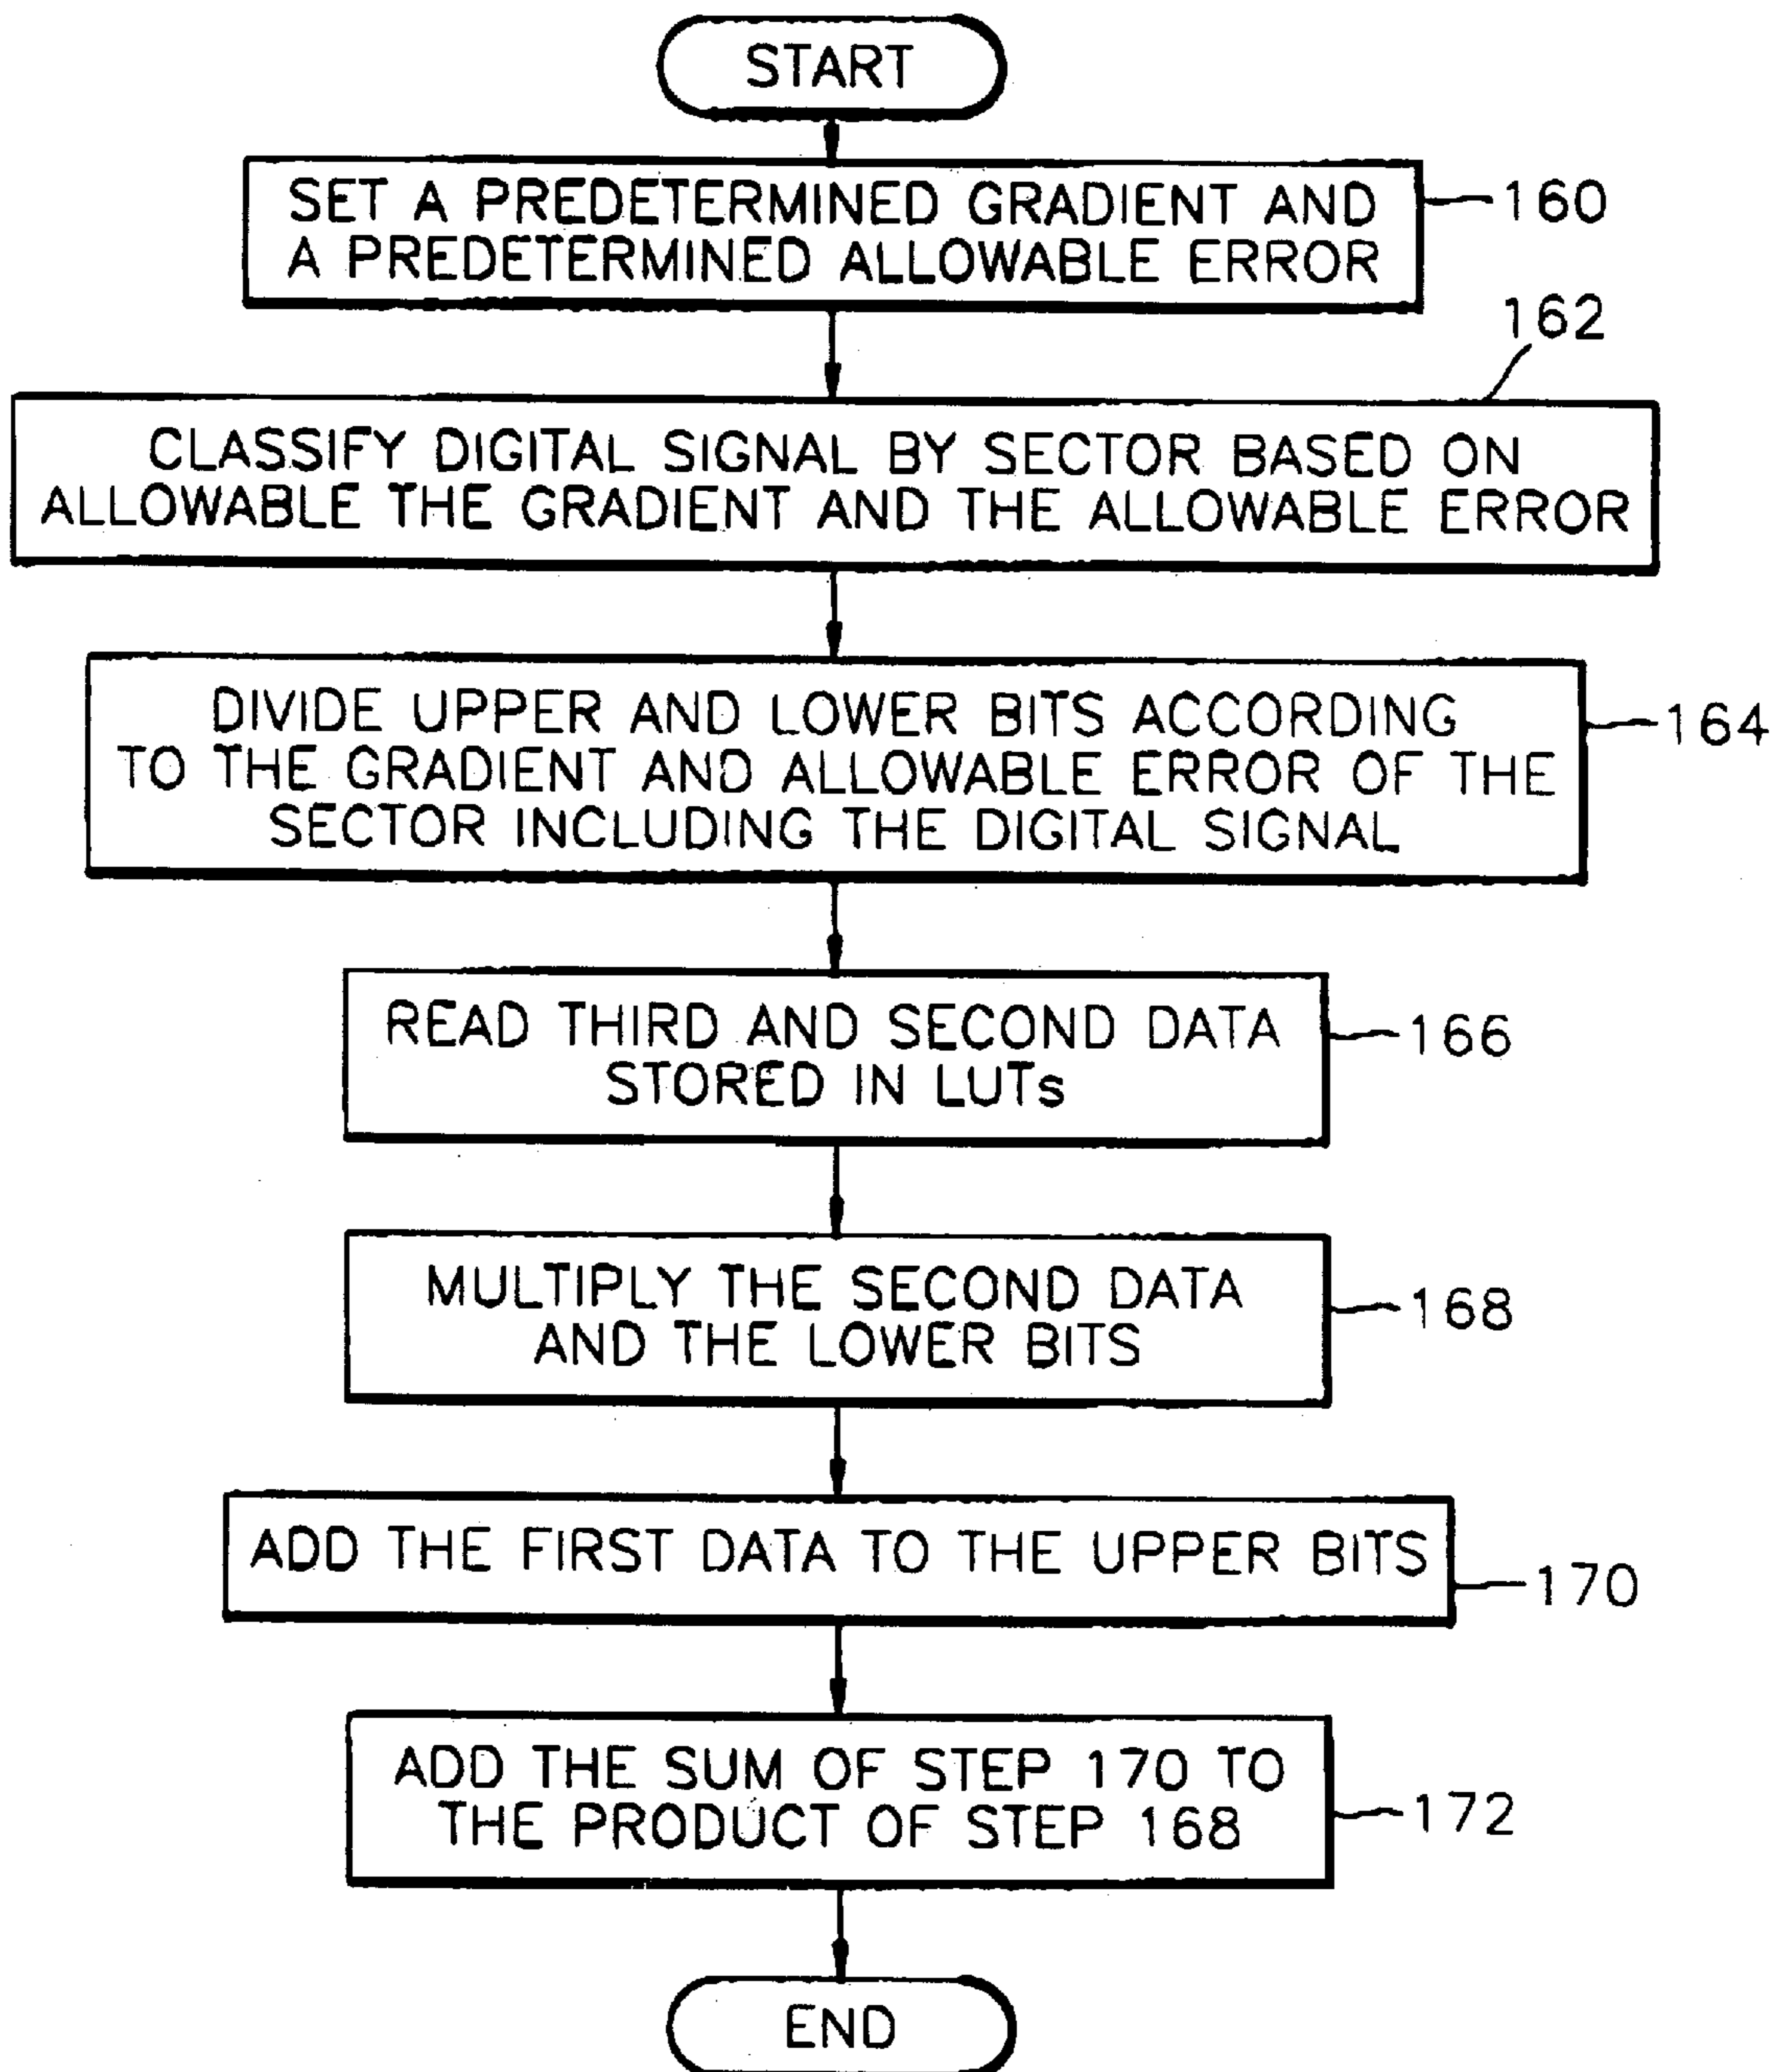 START
SET A PREDETERMINED GRADIENT AND
A PREDETERMINED ALLOWABLE ERROR
160
162
CLASSIFY DIGITAL SIGNAL BY SECTOR BASED ON
ALLOWABLE THE GRADIENT AND THE ALLOWABLE ERROR
DIVIDE UPPER AND LOWER BITS ACCORDING
TO THE GRADIENT AND ALLOWABLE ERROR OF THE
SECTOR INCLUDING THE DIGITAL SIGNAL
164
READ THIRD AND SECOND DATA
STORED IN LUTs
166
MULTIPLY THE SECOND DATA
AND THE LOWER BITS
168
ADD THE FIRST DATA TO THE UPPER BITS
170
ADD THE SUM OF STEP 170 TO
THE PRODUCT OF STEP 168
172
END